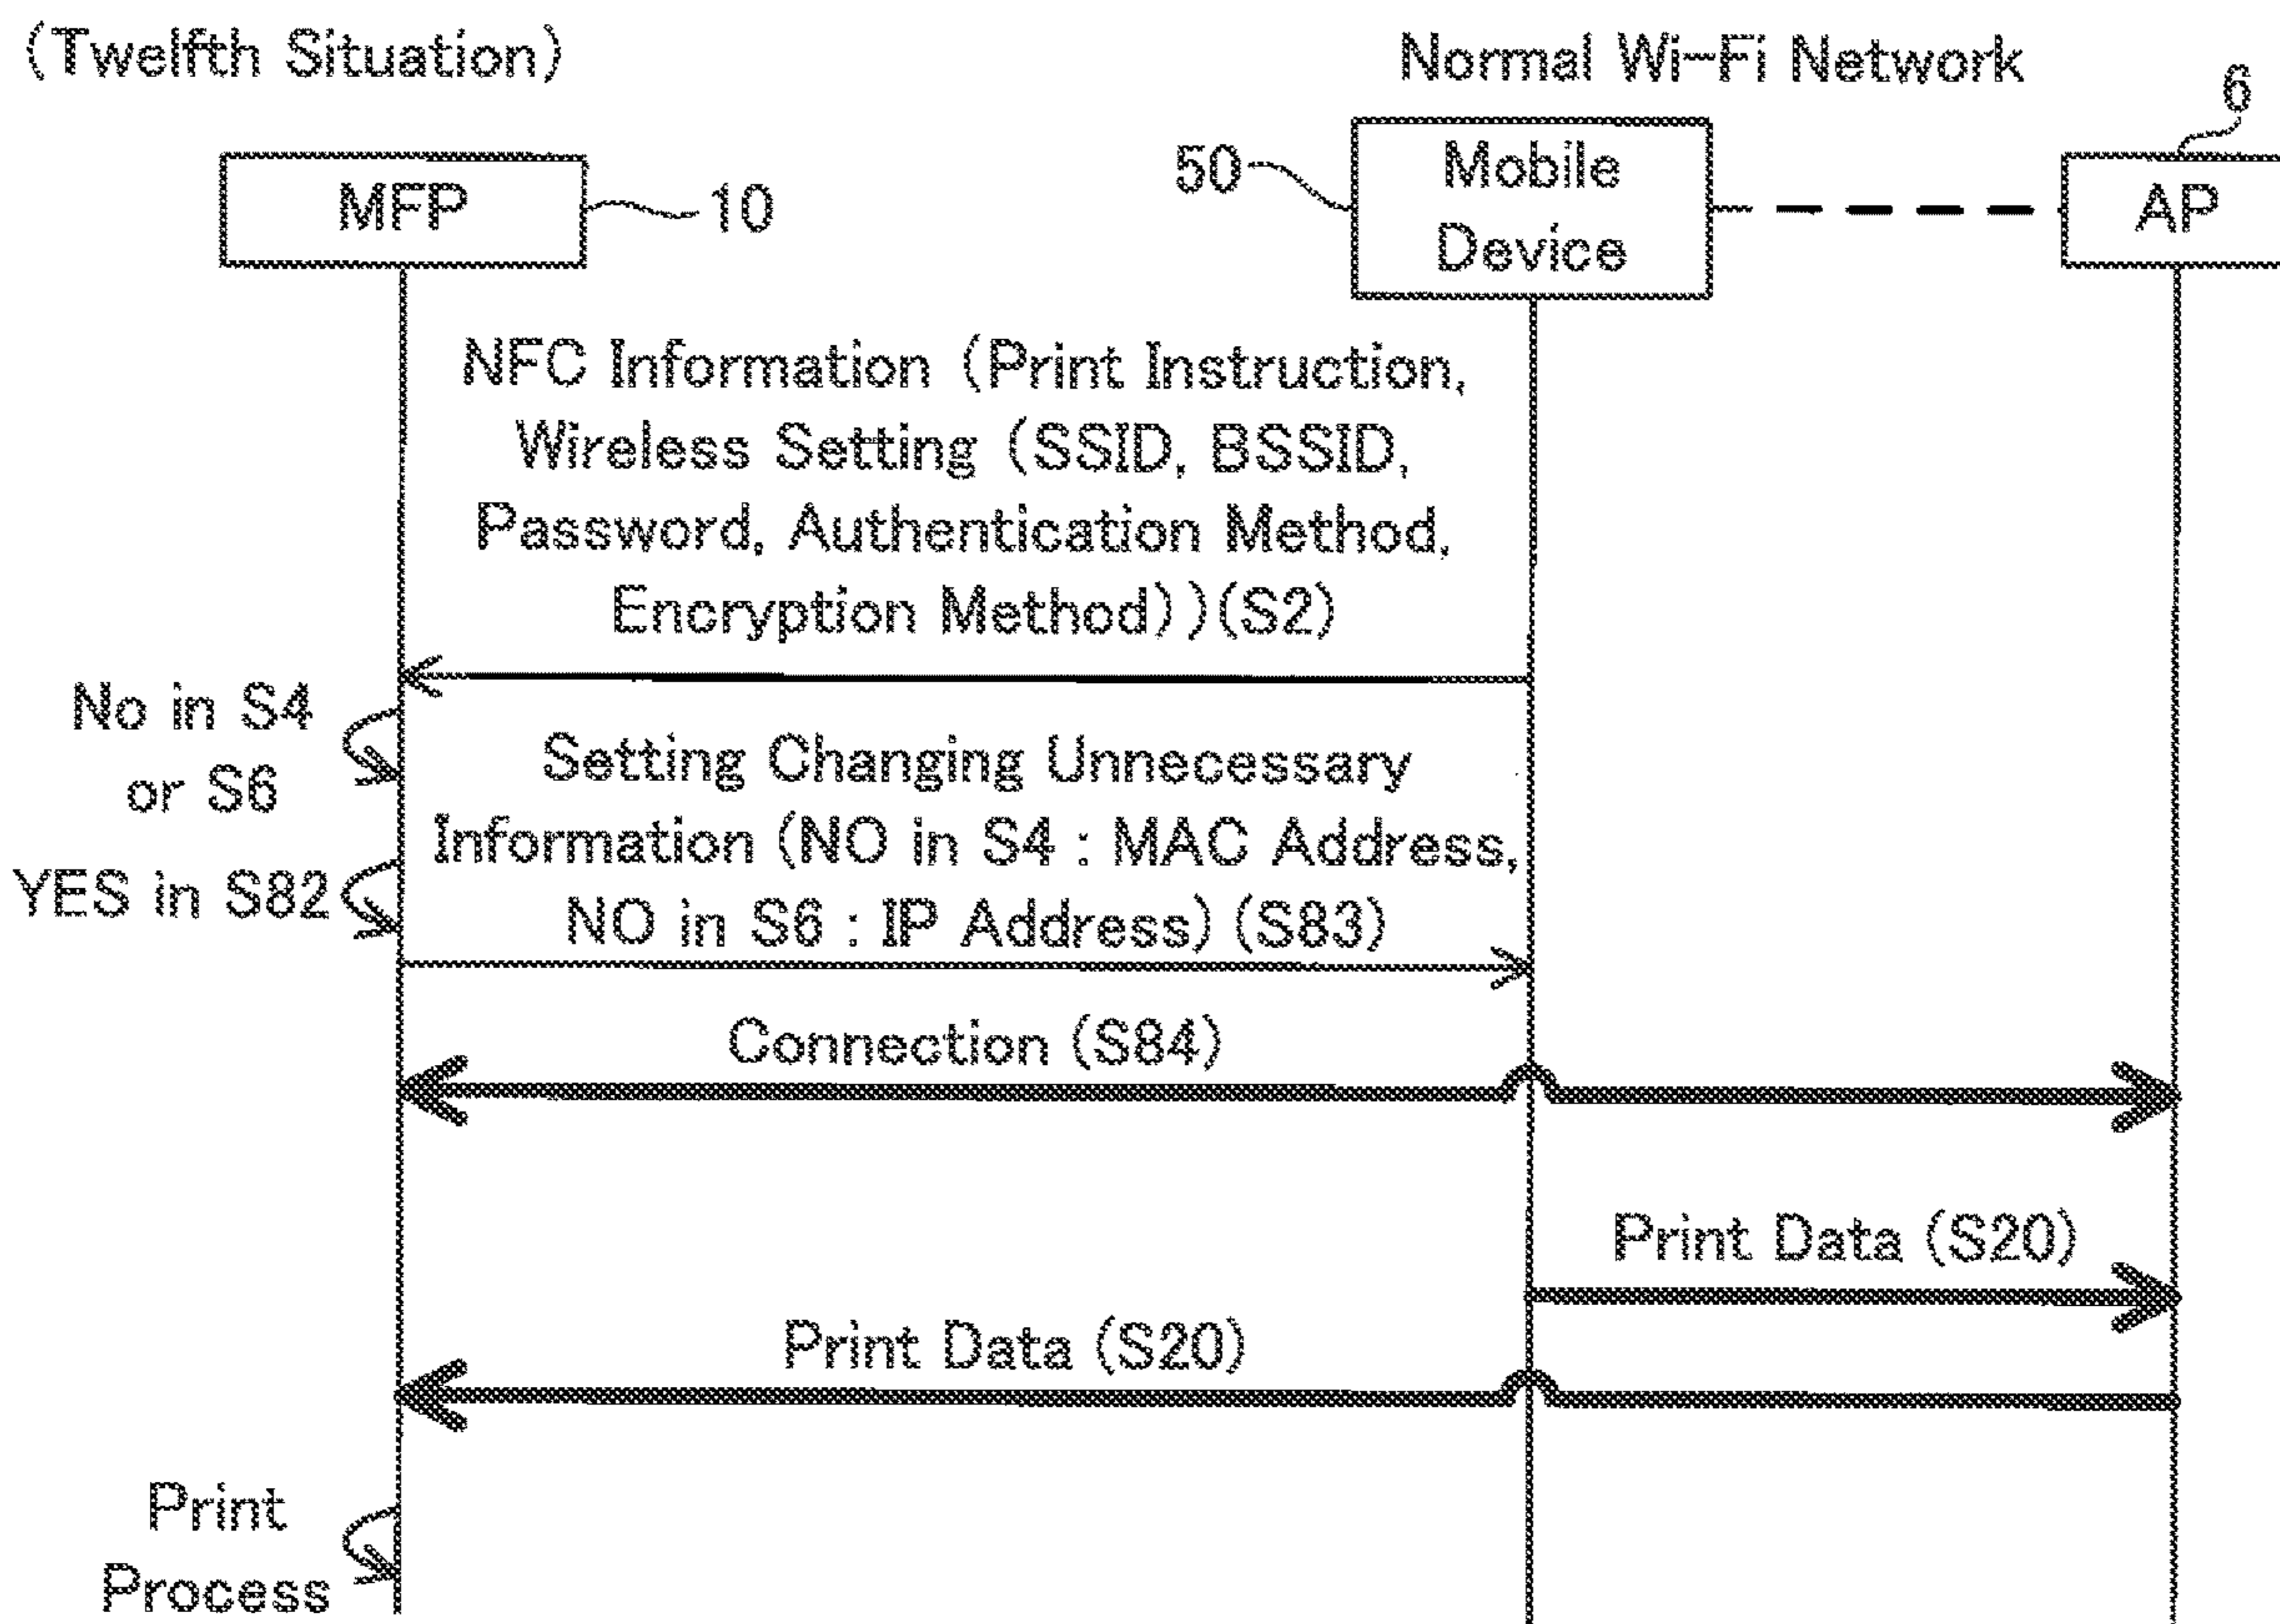 (Twelfth Situation)
Normal Wi-Fi Network
6
MFP
10
50
Mobile
Device
AP
NFC Information (Print Instruction,
Wireless Setting (SSID, BSSID,
Password, Authentication Method,
Encryption Method))(S2)
No in S4
or S6
YES in S82
Setting Changing Unnecessary
Information (NO in S4 : MAC Address,
NO in S6 : IP Address) (S83)
Connection (S84)
Print Data (S20)
Print Data (S20)
Print
Process